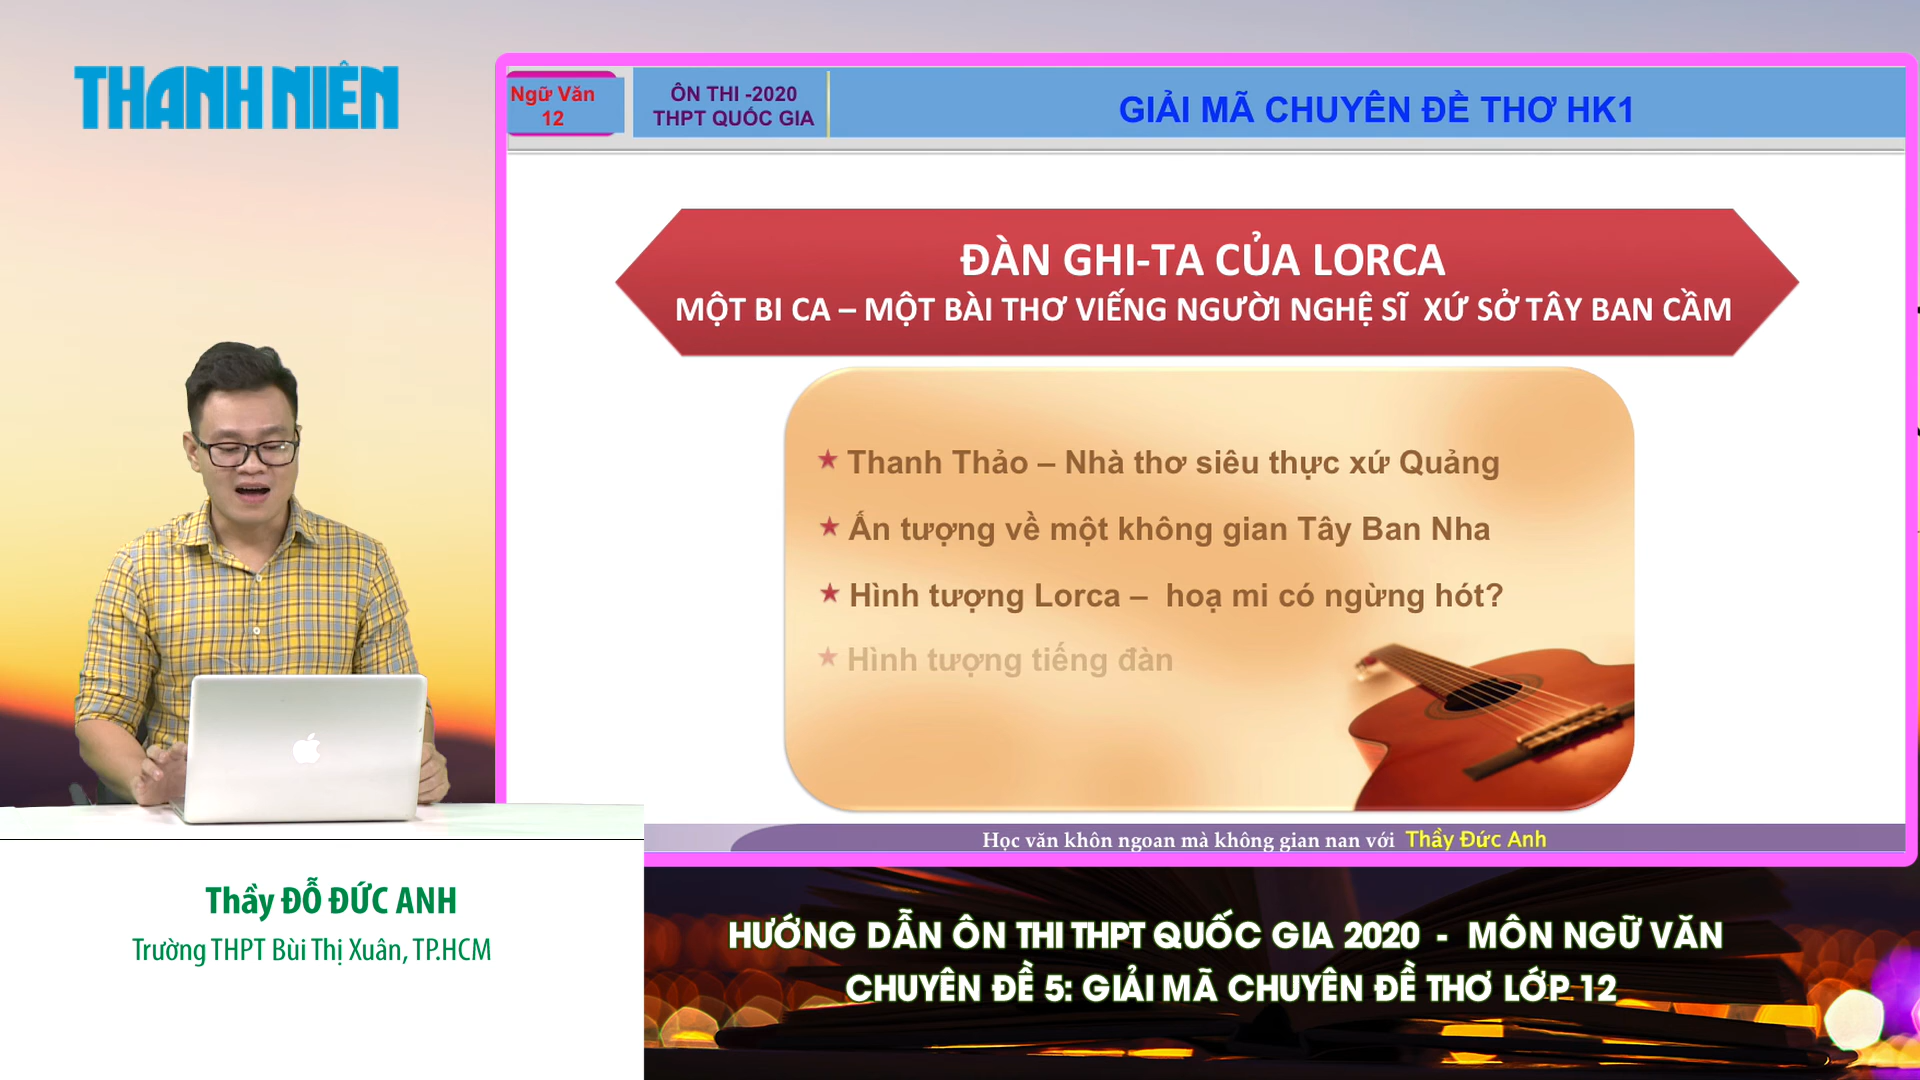 THANH NIÊN
Ngữ Văn
12
ÔN THI -2020
THPT QUỐC GIA
GIẢI MÃ CHUYÊN ĐỀ THƠ HK1
ĐÀN GHI-TA CỦA LORCA
MỘT BI CA – MỘT BÀI THƠ VIẾNG NGƯỜI NGHỆ SĨ XỨ SỞ TÂY BAN CẦM
Thanh Thảo – Nhà thơ siêu thực xứ Quảng
Ấn tượng về một không gian Tây Ban Nha
Hình tượng Lorca – hoạ mi có ngừng hót?
Hình tượng tiếng đàn
Học văn khôn ngoan mà không gian nan với Thầy Đức Anh
Thầy ĐỖ ĐỨC ANH
Trường THPT Bùi Thị Xuân, TP.HCM
HƯỚNG DẪN ÔN THI THPT QUỐC GIA 2020 - MÔN NGỮ VĂN
CHUYÊN ĐỀ 5: GIẢI MÃ CHUYÊN ĐỀ THƠ LỚP 12